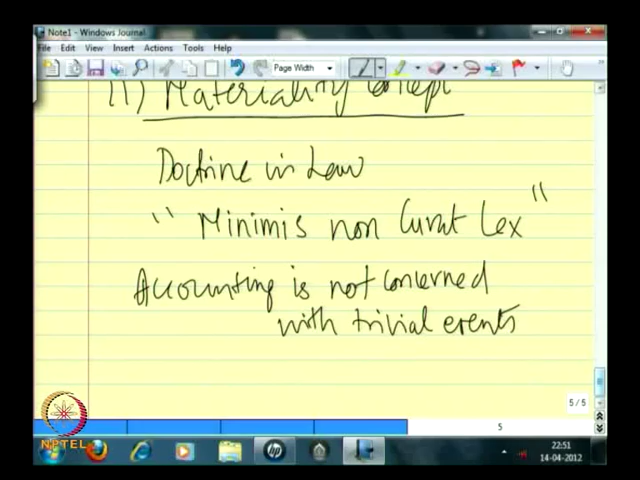 Note1 - Windows Journal
File Edit View Insert Actions Tools Help
Page Width
11) Materiality Concept
Doctrine in Law
"Minimis non Curat Lex"
Accounting is not concerned
with trivial events
5 / 5
5
NPTEL
hp
22:51
14-04-2012